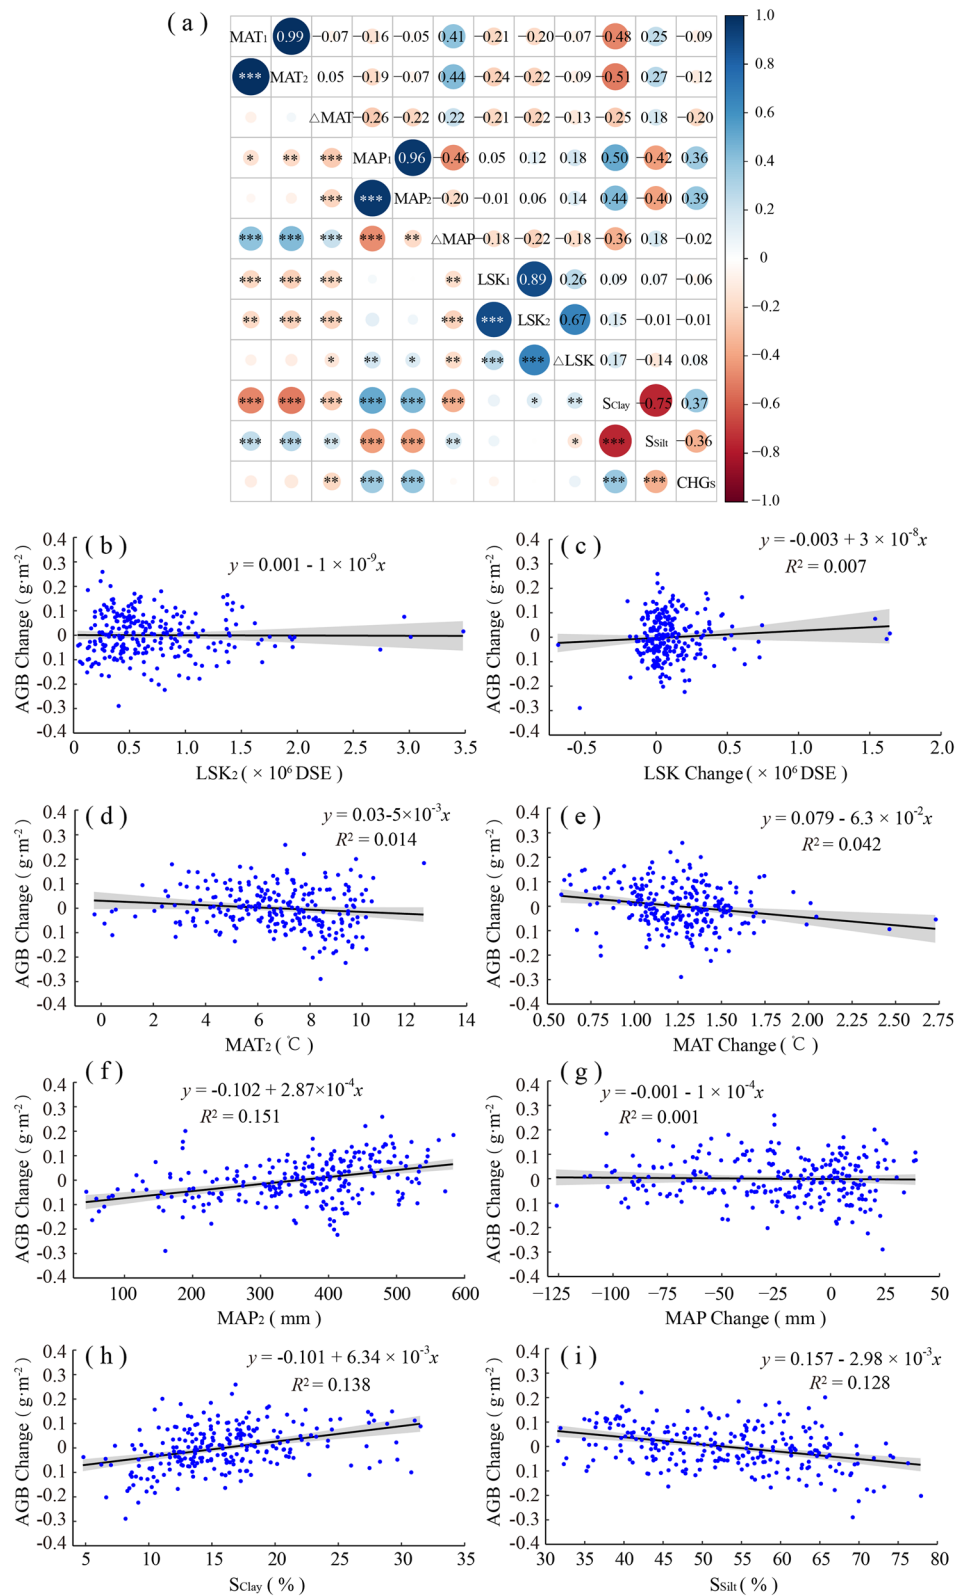 ( a )
1.0
MAT1 0.99 −0.07 −0.16 −0.05 0.41 −0.21 −0.20 −0.07 −0.48 0.25 −0.09
0.8
*** MAT2 0.05 −0.19 −0.07 0.44 −0.24 −0.22 −0.09 −0.51 0.27 −0.12
△MAT −0.26 −0.22 0.22 −0.21 −0.22 −0.13 −0.25 0.18 −0.20
0.6
* ** *** MAP1 0.96 −0.46 0.05 0.12 0.18 0.50 −0.42 0.36
0.4
*** *** MAP2 −0.20 −0.01 0.06 0.14 0.44 −0.40 0.39
0.2
*** *** *** *** ** △MAP −0.18 −0.22 −0.18 −0.36 0.18 −0.02
0
*** *** *** ** LSK1 0.89 0.26 0.09 0.07 −0.06
−0.2
** *** *** *** *** LSK2 0.67 0.15 −0.01 −0.01
* ** * ** *** *** △LSK 0.17 −0.14 0.08
−0.4
*** *** *** *** *** *** * ** SClay −0.75 0.37
−0.6
*** *** ** *** *** ** * *** SSilt −0.36
−0.8
** *** *** *** *** CHGS
−1.0
( b )
y = 0.001 - 1 × 10⁻⁹x
AGB Change ( g·m⁻² )
0.4
0.3
0.2
0.1
0
0.1
-0.2
-0.3
-0.4
0 0.5 1.0 1.5 2.0 2.5 3.0 3.5
LSK₂ ( × 10⁶ DSE )
( c )
y = -0.003 + 3 × 10⁻⁸x
R² = 0.007
AGB Change ( g·m⁻² )
0.4
0.3
0.2
0.1
0
0.1
-0.2
-0.3
-0.4
-0.5 0 0.5 1.0 1.5 2.0
LSK Change ( × 10⁶ DSE )
( d )
y = 0.03-5×10⁻³x
R² = 0.014
AGB Change ( g·m⁻² )
0.4
0.3
0.2
0.1
0
0.1
-0.2
-0.3
-0.4
0 2 4 6 8 10 12 14
MAT₂ ( ℃ )
( e )
y = 0.079 - 6.3 × 10⁻²x
R² = 0.042
AGB Change ( g·m⁻² )
0.4
0.3
0.2
0.1
0
0.1
-0.2
-0.3
-0.4
0.50 0.75 1.00 1.25 1.50 1.75 2.00 2.25 2.50 2.75
MAT Change ( ℃ )
( f )
y = -0.102 + 2.87×10⁻⁴x
R² = 0.151
AGB Change ( g·m⁻² )
0.4
0.3
0.2
0.1
0
0.1
-0.2
-0.3
-0.4
100 200 300 400 500 600
MAP₂ ( mm )
( g )
y = -0.001 - 1 × 10⁻⁴x
R² = 0.001
AGB Change ( g·m⁻² )
0.4
0.3
0.2
0.1
0
0.1
-0.2
-0.3
-0.4
−125 −100 −75 −50 −25 0 25 50
MAP Change ( mm )
( h )
y = -0.101 + 6.34 × 10⁻³x
R² = 0.138
AGB Change ( g·m⁻² )
0.4
0.3
0.2
0.1
0
0.1
-0.2
-0.3
-0.4
5 10 15 20 25 30 35
SClay ( % )
( i )
y = 0.157 - 2.98 × 10⁻³x
R² = 0.128
AGB Change ( g·m⁻² )
0.4
0.3
0.2
0.1
0
0.1
-0.2
-0.3
-0.4
30 35 40 45 50 55 60 65 70 75 80
SSilt ( % )